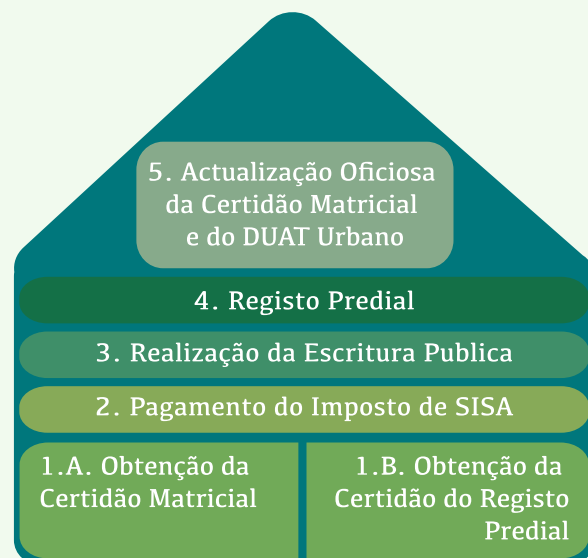 5. Actualização Oficiosa
da Certidão Matricial
e do DUAT Urbano
4. Registo Predial
3. Realização da Escritura Publica
2. Pagamento do Imposto de SISA
1.A. Obtenção da
Certidão Matricial
1.B. Obtenção da
Certidão do Registo
Predial